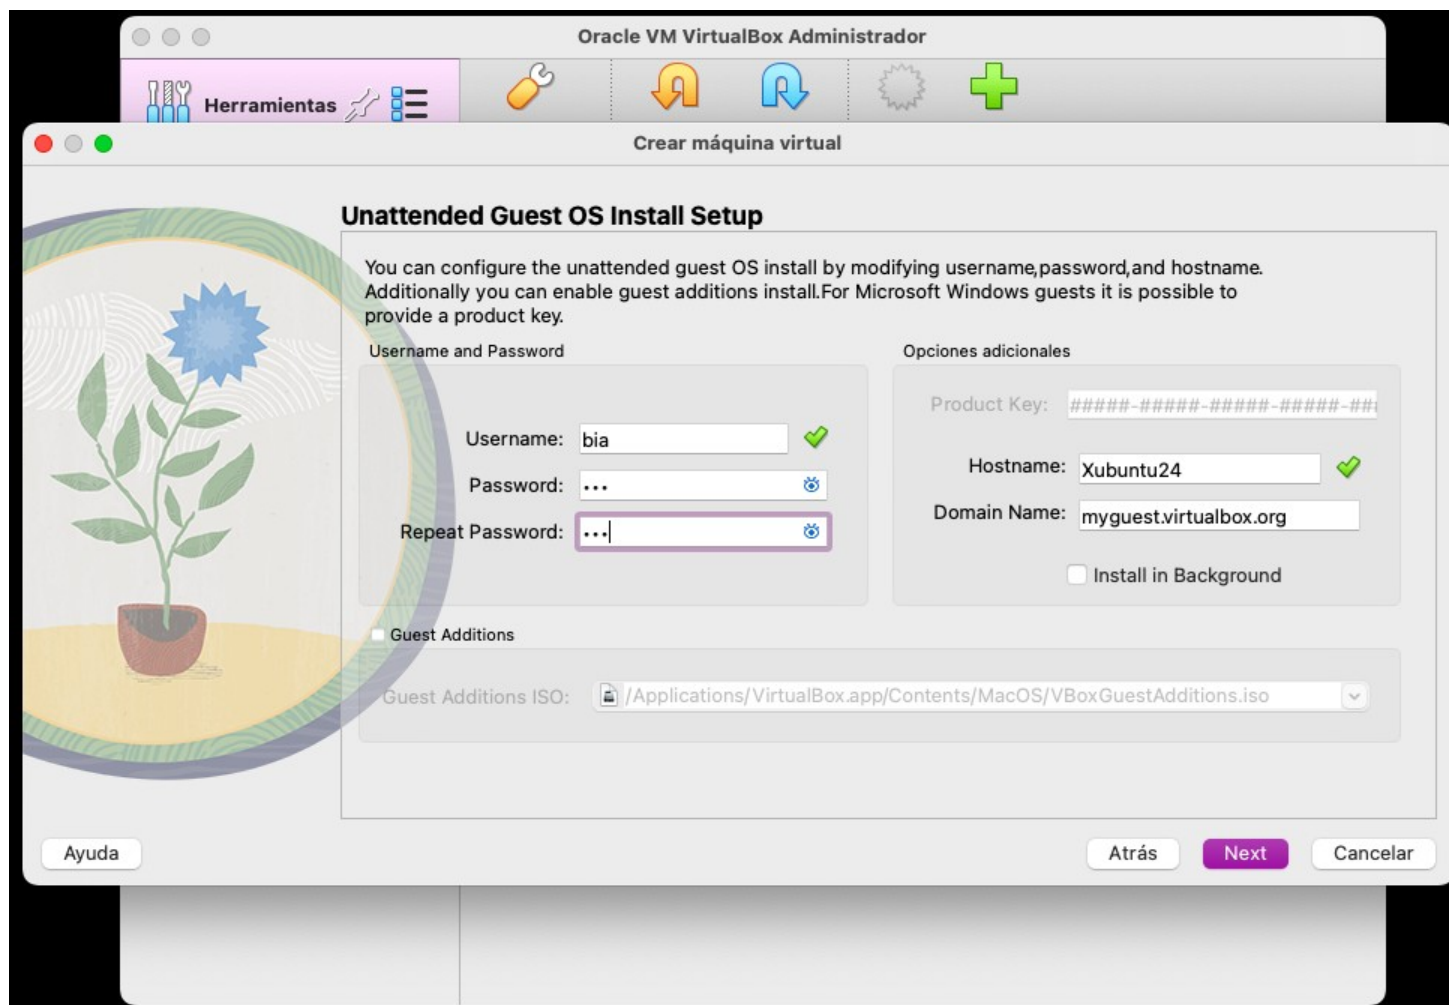 Oracle VM VirtualBox Administrador
Herramientas
Crear máquina virtual
Unattended Guest OS Install Setup
You can configure the unattended guest OS install by modifying username,password,and hostname.
Additionally you can enable guest additions install.For Microsoft Windows guests it is possible to
provide a product key.
Username and Password
Username: bia
Password: •••
Repeat Password: •••
Opciones adicionales
Product Key: #####-#####-#####-#####-###
Hostname: Xubuntu24
Domain Name: myguest.virtualbox.org
Install in Background
Guest Additions
Guest Additions ISO: /Applications/VirtualBox.app/Contents/MacOS/VBoxGuestAdditions.iso
Ayuda
Atrás
Next
Cancelar